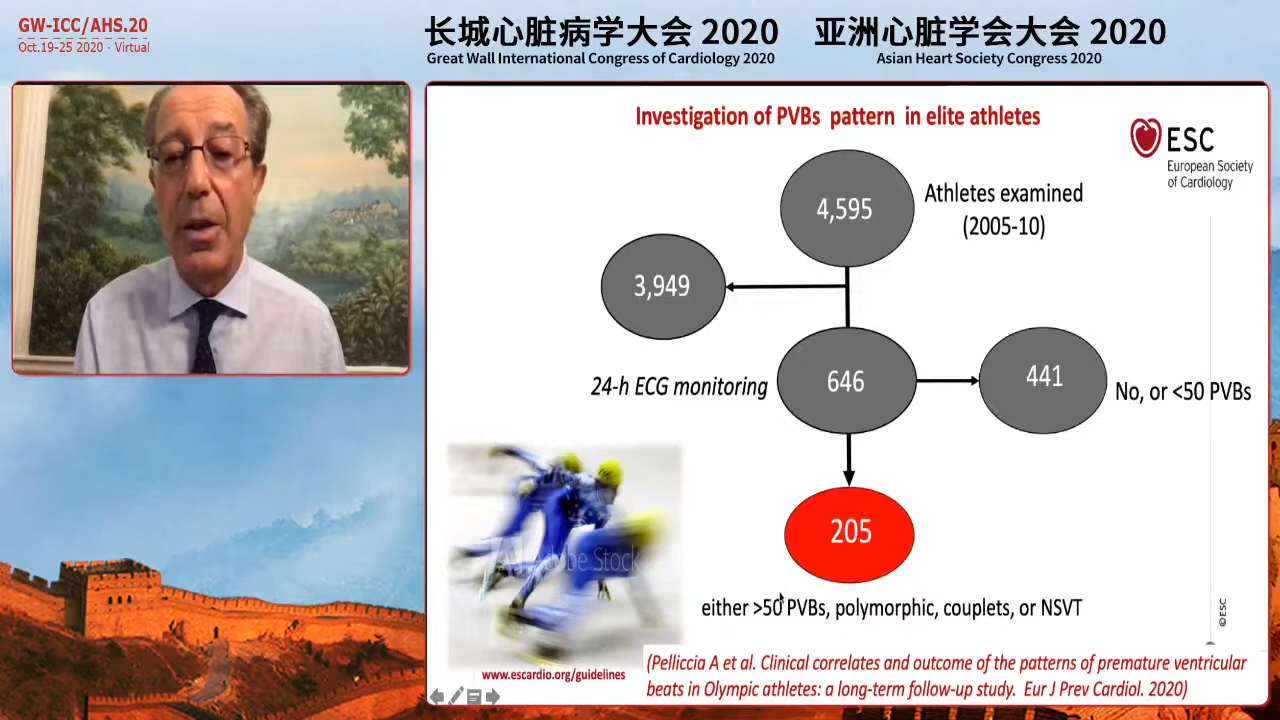 GW-ICC/AHS.20
Oct.19-25 2020 · Virtual
长城心脏病学大会 2020
Great Wall International Congress of Cardiology 2020
亚洲心脏学会大会 2020
Asian Heart Society Congress 2020
Investigation of PVBs pattern in elite athletes
ESC
European Society
of Cardiology
4,595
Athletes examined
(2005-10)
3,949
24-h ECG monitoring
646
441
No, or <50 PVBs
205
either >50 PVBs, polymorphic, couplets, or NSVT
Adobe Stock
©ESC
www.escardio.org/guidelines
(Pelliccia A et al. Clinical correlates and outcome of the patterns of premature ventricular
beats in Olympic athletes: a long-term follow-up study. Eur J Prev Cardiol. 2020)